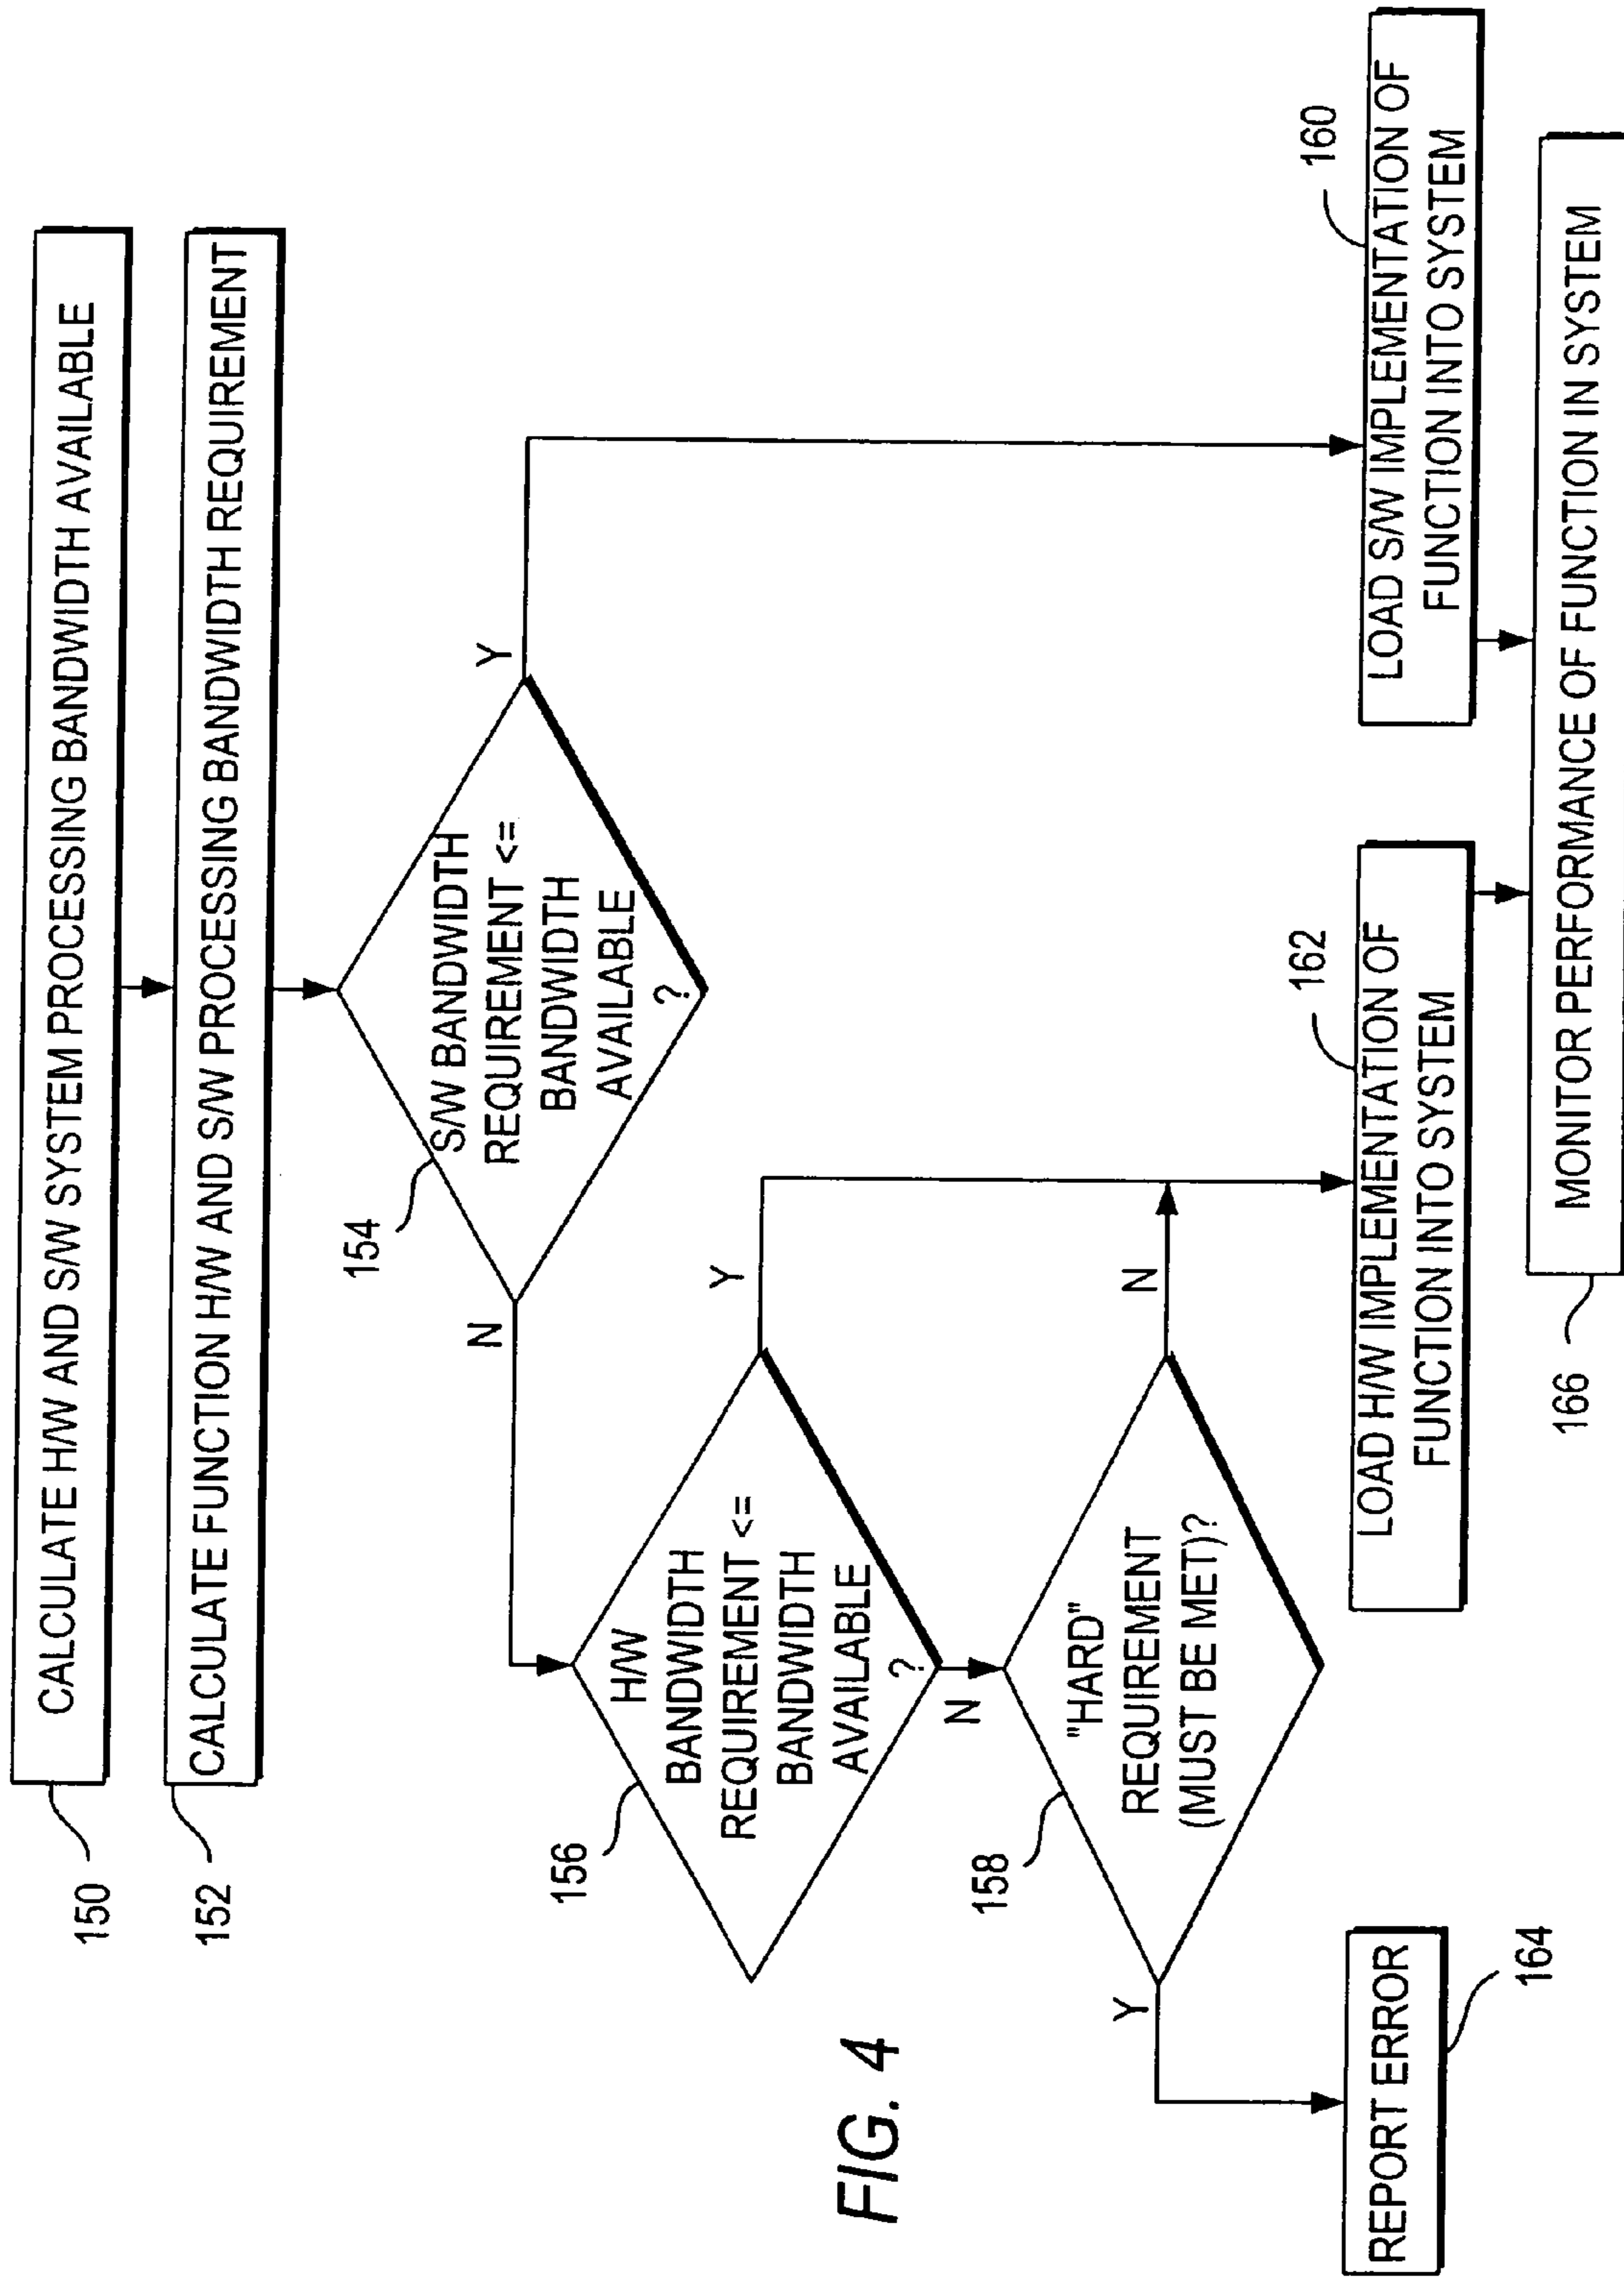 CALCULATE H/W AND S/W SYSTEM PROCESSING BANDWIDTH AVAILABLE
150
CALCULATE FUNCTION H/W AND S/W PROCESSING BANDWIDTH REQUIREMENT
152
S/W BANDWIDTH
REQUIREMENT <=
BANDWIDTH
AVAILABLE
?
154
N
Y
H/W
BANDWIDTH
REQUIREMENT <=
BANDWIDTH
AVAILABLE
?
156
Y
N
"HARD"
REQUIREMENT
(MUST BE MET)?
158
Y
N
REPORT ERROR
164
LOAD H/W IMPLEMENTATION OF
FUNCTION INTO SYSTEM
162
LOAD S/W IMPLEMENTATION OF
FUNCTION INTO SYSTEM
160
MONITOR PERFORMANCE OF FUNCTION IN SYSTEM
166
FIG. 4